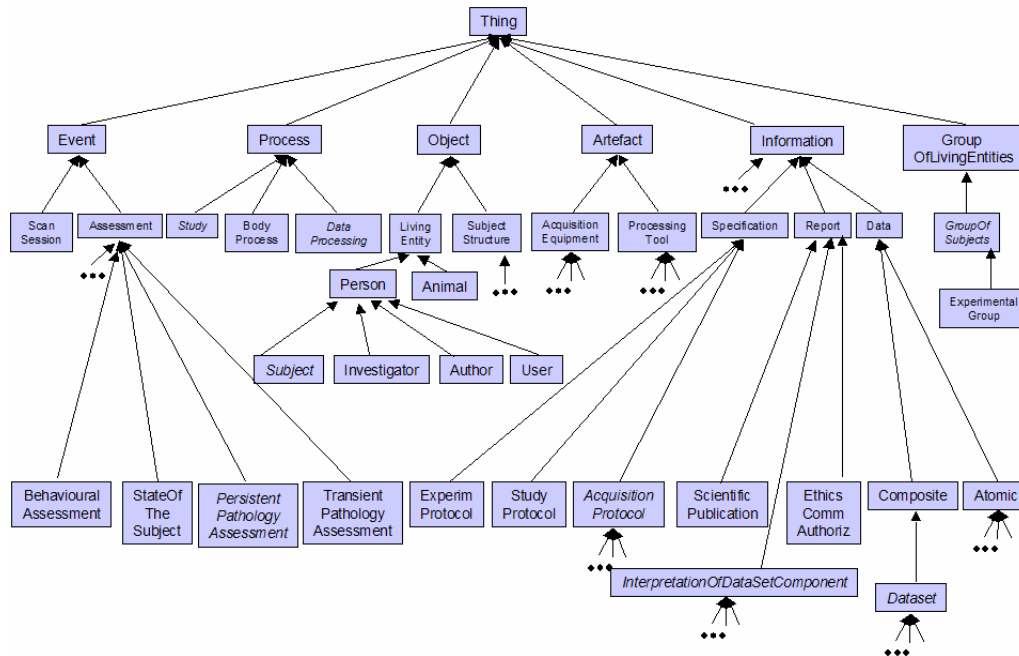 Thing
Event
Process
Object
Artefact
Information
Group
OfLivingEntities
Scan
Session
Assessment
Study
Body
Process
Data
Processing
Living
Entity
Subject
Structure
Acquisition
Equipment
Processing
Tool
Specification
Report
Data
GroupOf
Subjects
Person
Animal
Experimental
Group
Subject
Investigator
Author
User
Behavioural
Assessment
StateOf
The
Subject
Persistent
Pathology
Assessment
Transient
Pathology
Assessment
Experim
Protocol
Study
Protocol
Acquisition
Protocol
Scientific
Publication
Ethics
Comm
Authoriz
Composite
Atomic
InterpretationOfDataSetComponent
Dataset